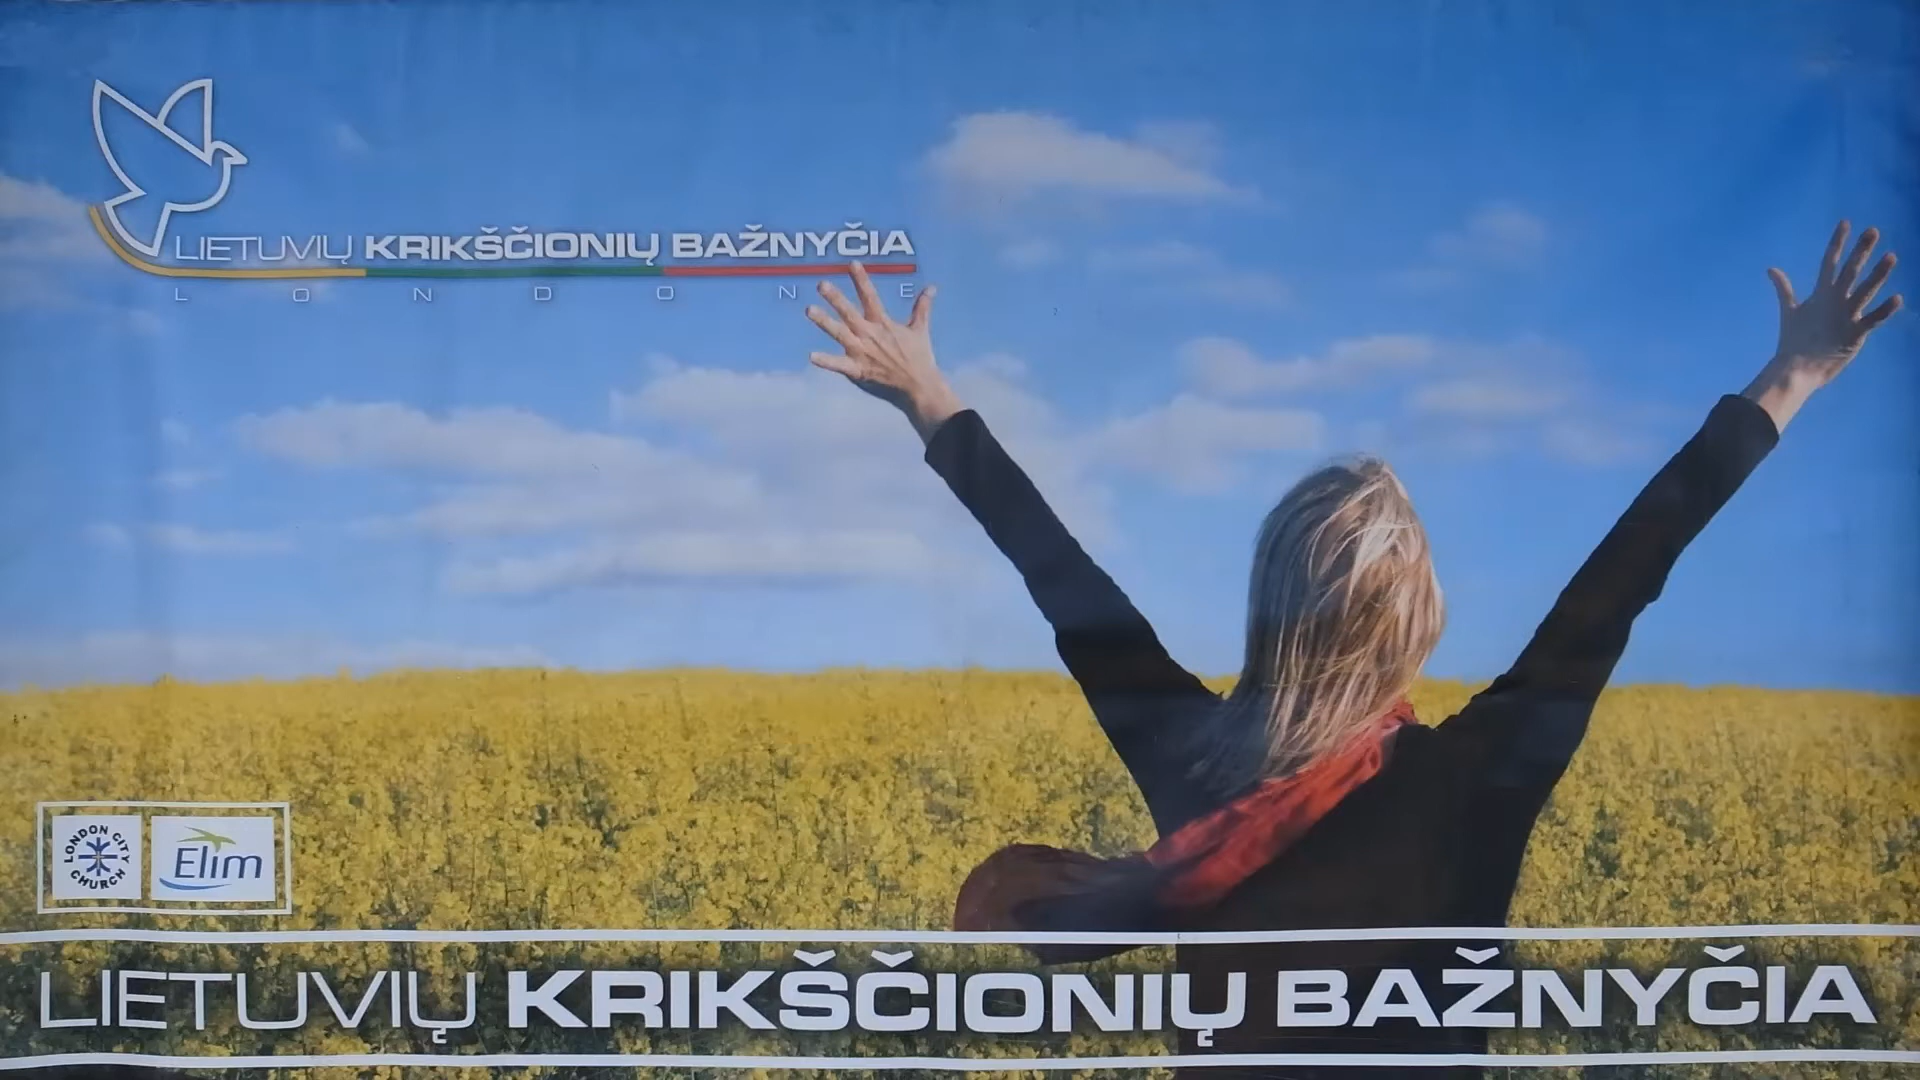 LIETUVIŲ KRIKŠČIONIŲ BAŽNYČIA
LONDONE
LONDON CITY CHURCH
Elim
LIETUVIŲ KRIKŠČIONIŲ BAŽNYČIA